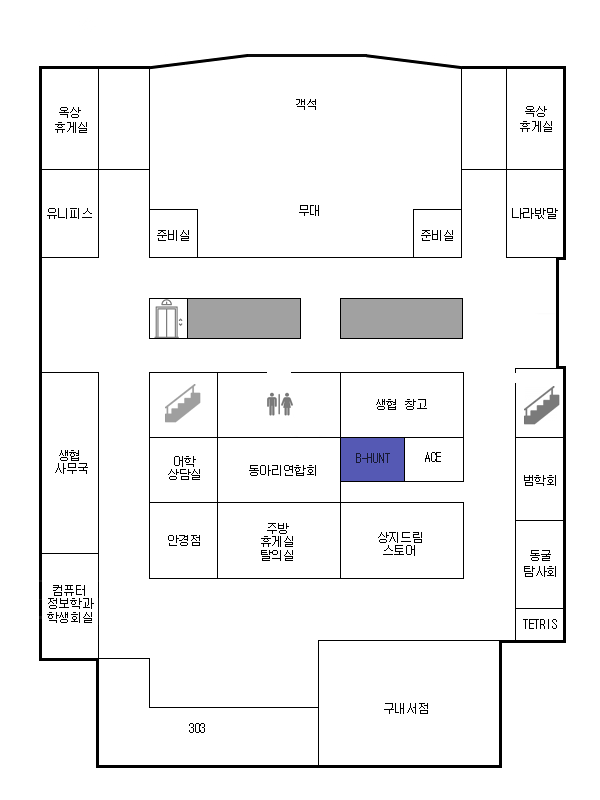 객석
옥상
휴게실
옥상
휴게실
유니피스
무대
나라밖말
준비실
준비실
생협 창고
생협
사무국
어학
상담실
동아리연합회
B-HUNT
ACE
범학회
안경점
주방
휴게실
탈의실
상지드림
스토어
동굴
탐사회
컴퓨터
정보학과
학생회실
TETRIS
구내서점
303